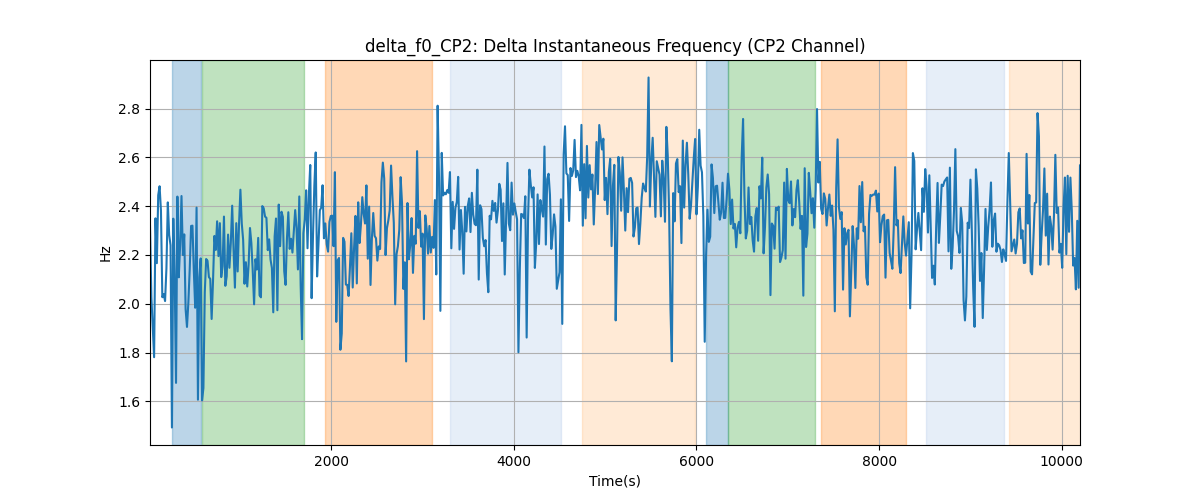 delta_f0_CP2: Delta Instantaneous Frequency (CP2 Channel)
Hz
2.8
2.6
2.4
2.2
2.0
1.8
1.6
2000 4000 6000 8000 10000
Time(s)